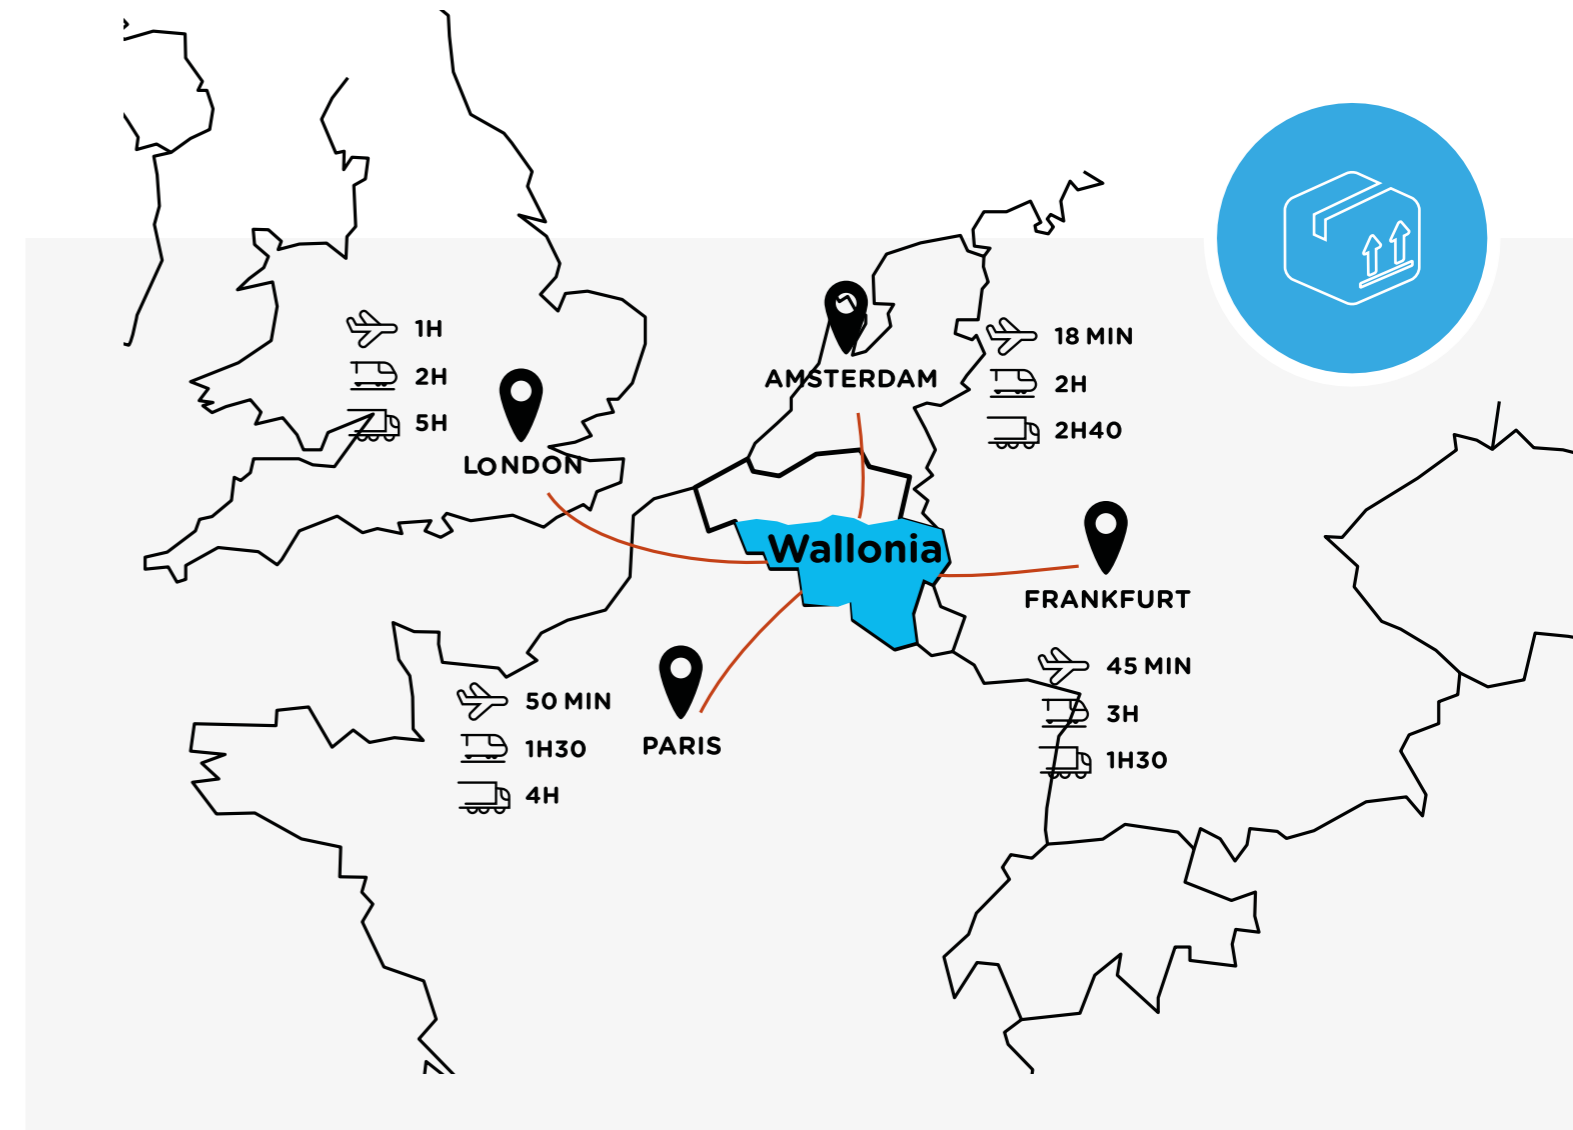 1H
2H
5H
LONDON
AMSTERDAM
18 MIN
2H
2H40
Wallonia
FRANKFURT
45 MIN
3H
1H30
50 MIN
1H30
4H
PARIS